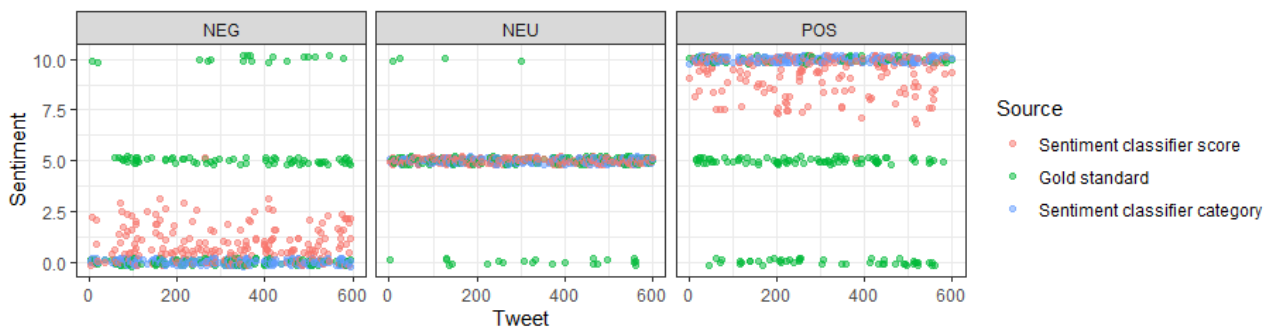 NEG NEU POS
Sentiment
10.0
7.5
5.0
2.5
0.0
0 200 400 600 0 200 400 600 0 200 400 600
Tweet
Source
Sentiment classifier score
Gold standard
Sentiment classifier category